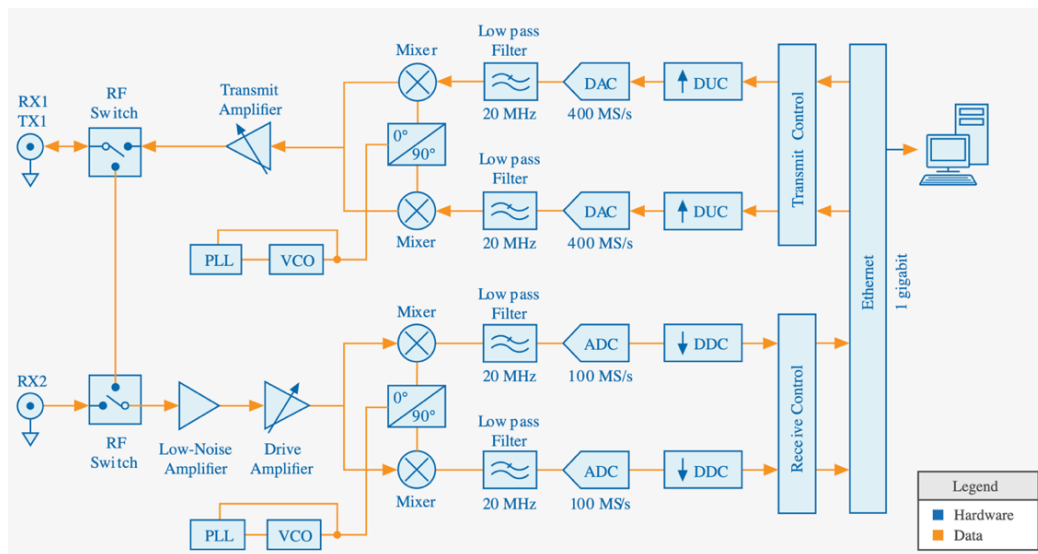 Low pass
Filter
Mixer
DAC
DUC
20 MHz
400 MS/s
RF
Switch
RX1
TX1
Transmit
Amplifier
0°
90°
Transmit Control
Low pass
Filter
DAC
DUC
Mixer
20 MHz
400 MS/s
PLL
VCO
Ethernet
1 gigabit
Low pass
Filter
Mixer
ADC
DDC
20 MHz
100 MS/s
RX2
0°
90°
Receive Control
RF
Switch
Low-Noise
Amplifier
Drive
Amplifier
Low pass
Filter
ADC
DDC
Mixer
20 MHz
100 MS/s
PLL
VCO
Legend
Hardware
Data